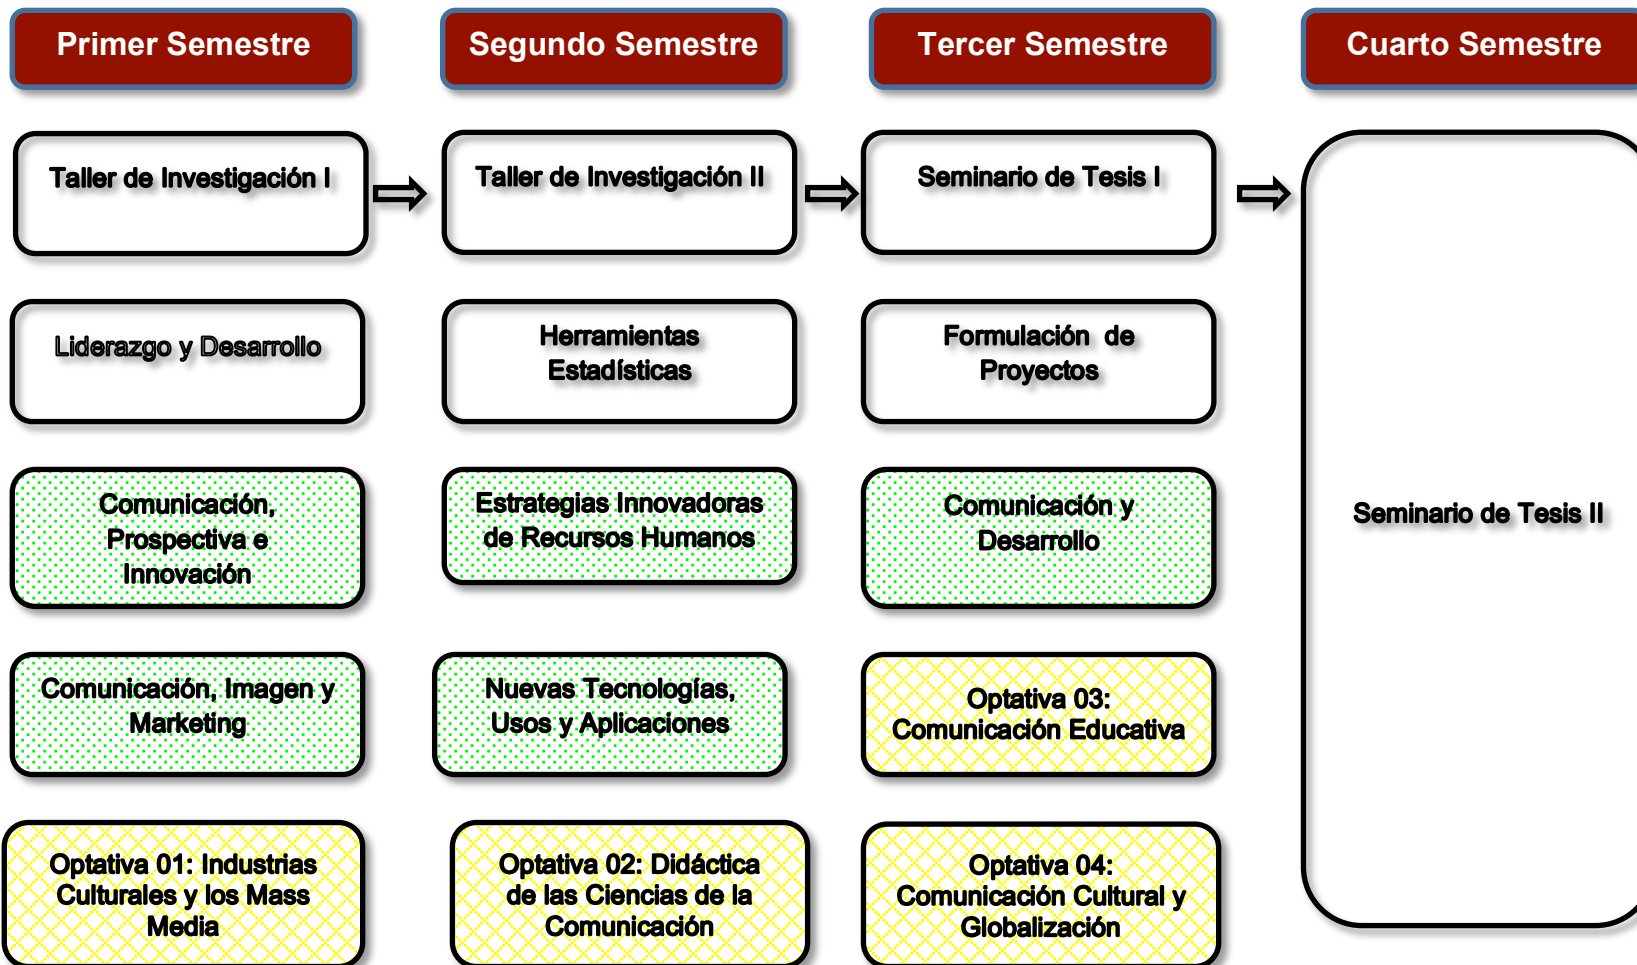 Primer Semestre
Segundo Semestre
Tercer Semestre
Cuarto Semestre
Taller de Investigación I
Taller de Investigación II
Seminario de Tesis I
Liderazgo y Desarrollo
Herramientas
Estadísticas
Formulación de
Proyectos
Comunicación,
Prospectiva e
Innovación
Estrategias Innovadoras
de Recursos Humanos
Comunicación y
Desarrollo
Seminario de Tesis II
Comunicación, Imagen y
Marketing
Nuevas Tecnologías,
Usos y Aplicaciones
Optativa 03:
Comunicación Educativa
Optativa 01: Industrias
Culturales y los Mass
Media
Optativa 02: Didáctica
de las Ciencias de la
Comunicación
Optativa 04:
Comunicación Cultural y
Globalización